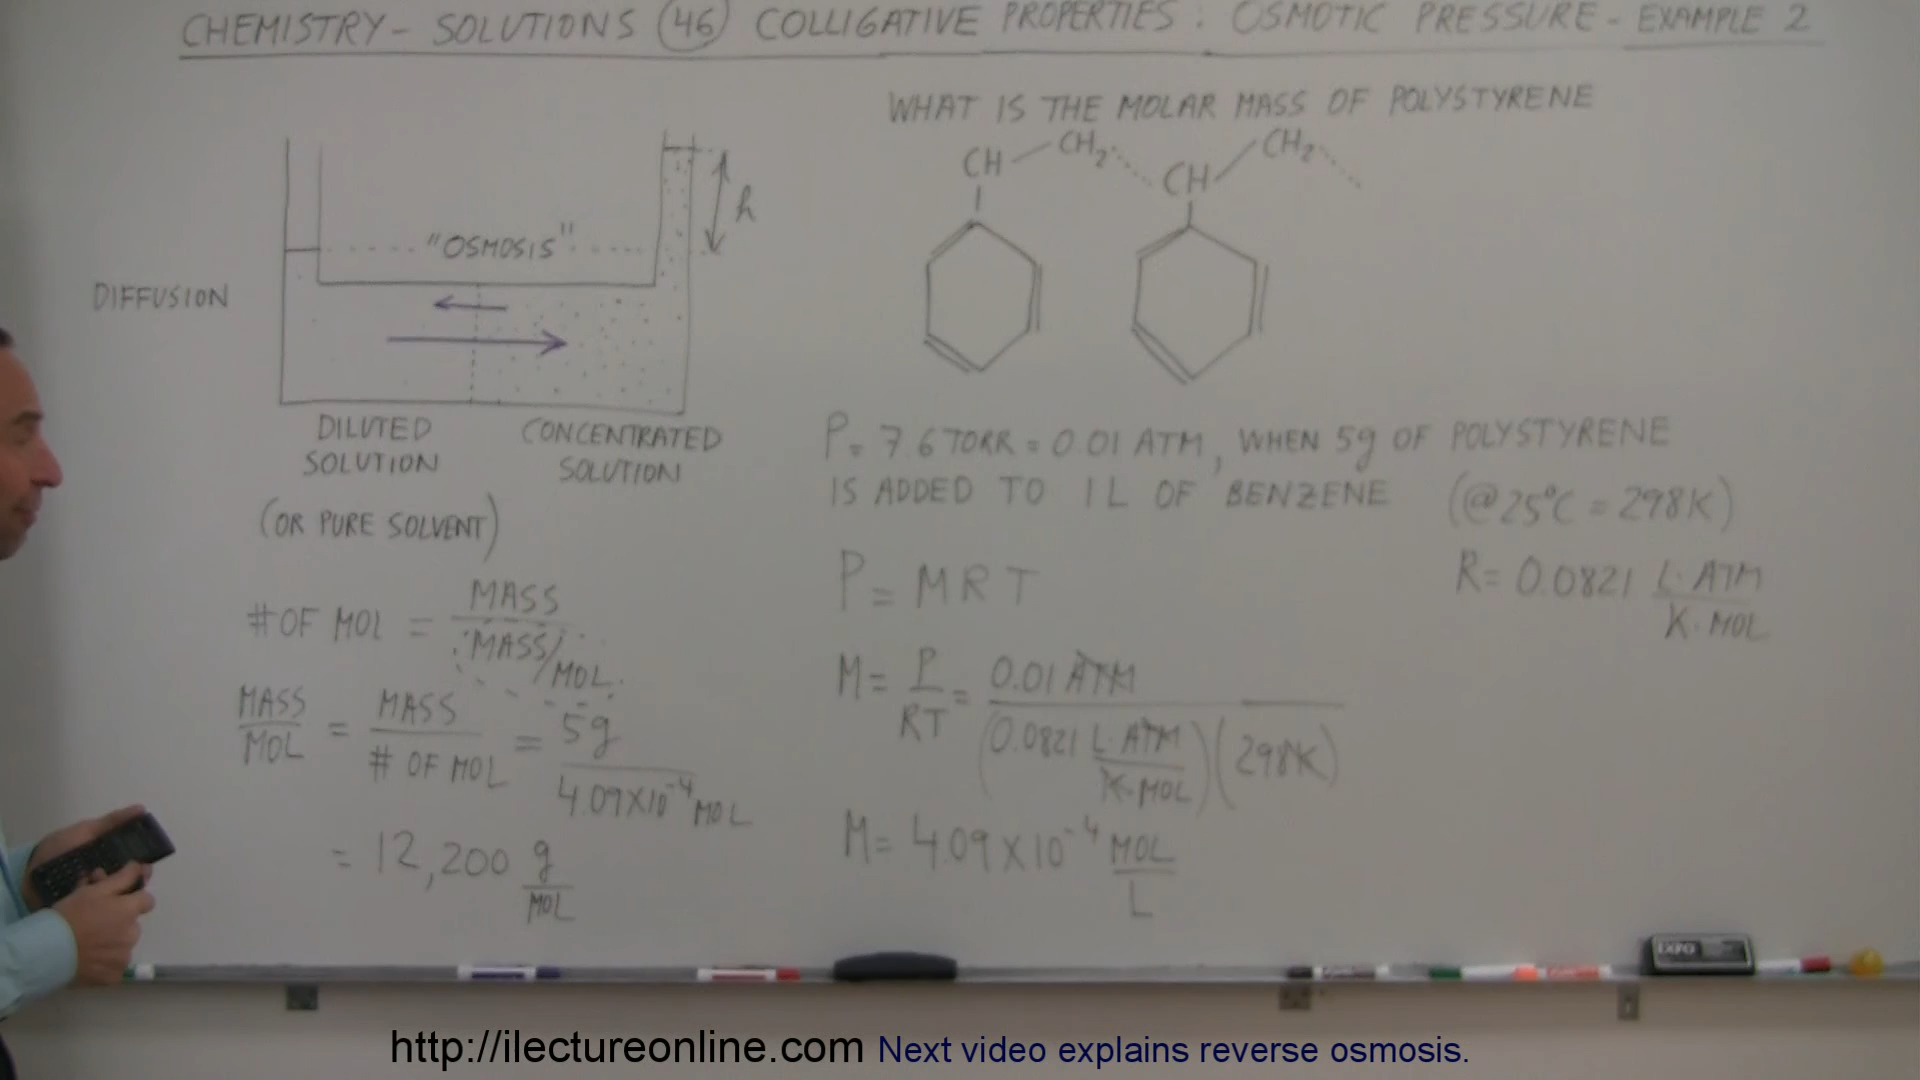 CHEMISTRY - SOLUTIONS (46) COLLIGATIVE PROPERTIES: OSMOTIC PRESSURE - EXAMPLE 2
WHAT IS THE MOLAR MASS OF POLYSTYRENE
CH CH₂ CH CH₂
h
"OSMOSIS"
DIFFUSION
DILUTED
SOLUTION
(OR PURE SOLVENT)
CONCENTRATED
SOLUTION
P = 7.6 TORR = 0.01 ATM, WHEN 5g OF POLYSTYRENE
IS ADDED TO 1 L OF BENZENE (@25°C = 298K)
R = 0.0821 L·ATM / K·MOL
P = MRT
M = P / RT = 0.01 ATM / (0.0821 L·ATM / K·MOL)(298K)
M = 4.09 X 10⁻⁴ MOL / L
# OF MOL = MASS / MASS/MOL
MASS / MOL = MASS / # OF MOL = 5g / 4.09X10⁻⁴ MOL
= 12,200 g / MOL
EXPO
http://ilectureonline.com Next video explains reverse osmosis.